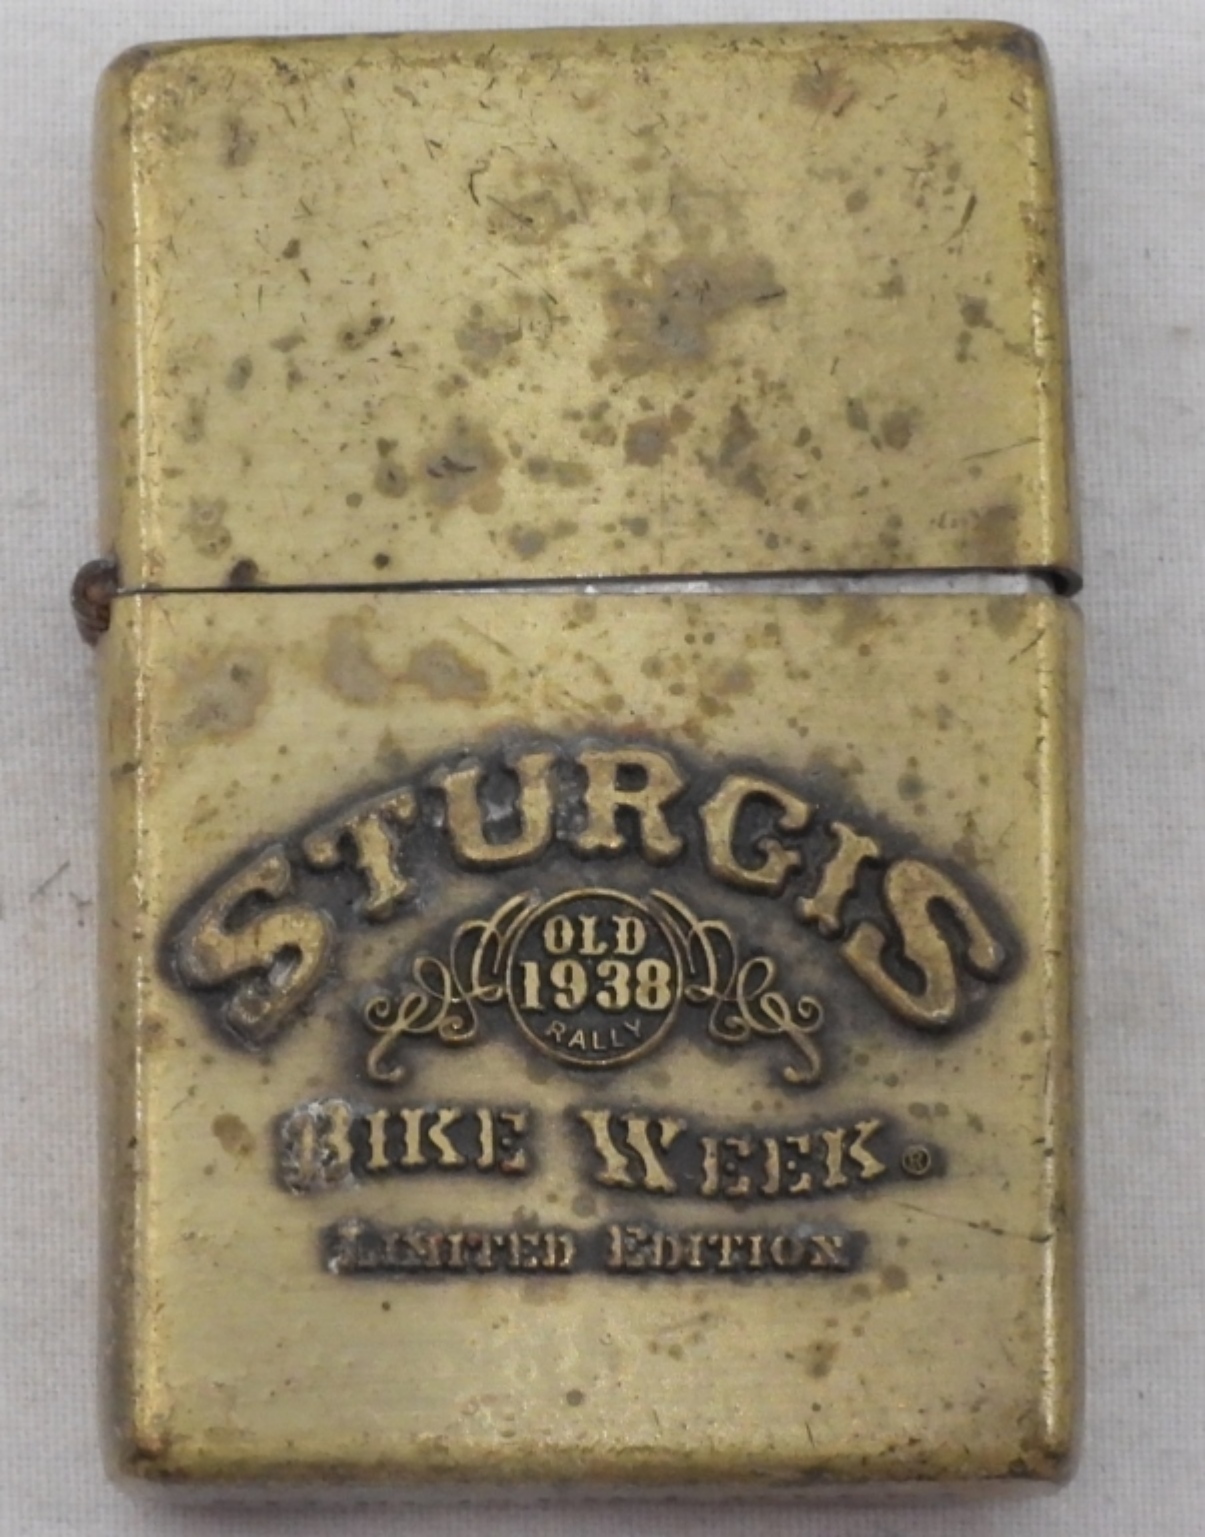 STURGIS
OLD
1938
RALLY
BIKE WEEK®
LIMITED EDITION